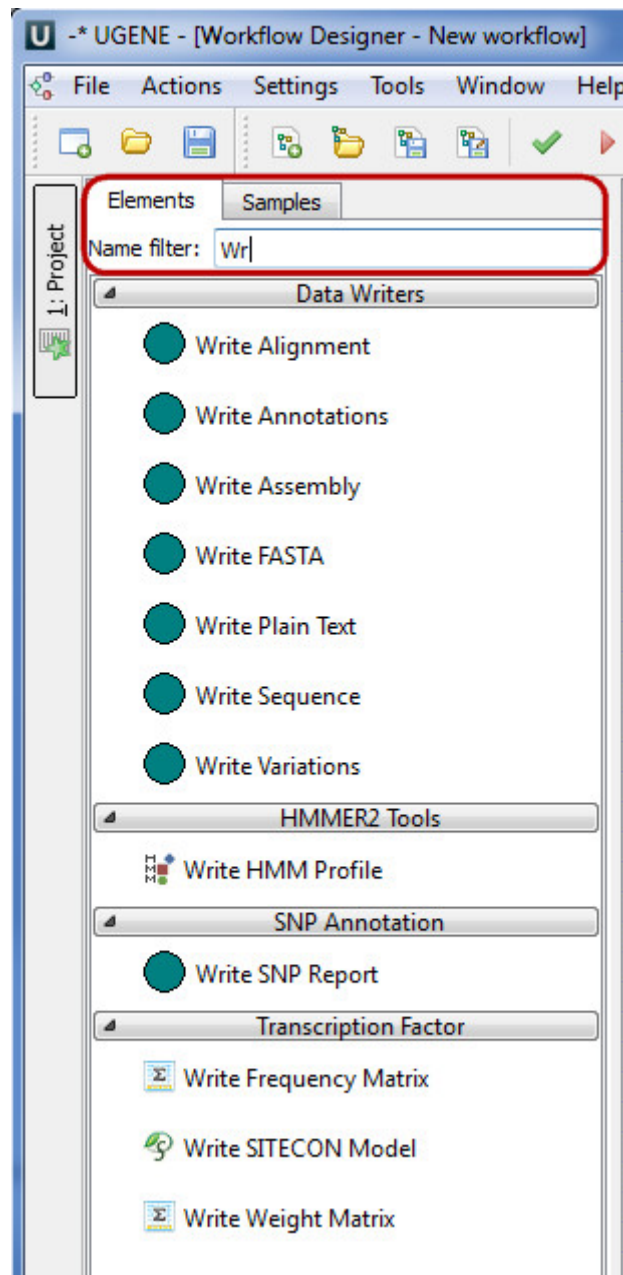 U -* UGENE - [Workflow Designer - New workflow]
File Actions Settings Tools Window Help
Elements Samples
1: Project
Name filter: Wr
Data Writers
Write Alignment
Write Annotations
Write Assembly
Write FASTA
Write Plain Text
Write Sequence
Write Variations
HMMER2 Tools
HMM Write HMM Profile
SNP Annotation
Write SNP Report
Transcription Factor
Σ Write Frequency Matrix
Write SITECON Model
Σ Write Weight Matrix